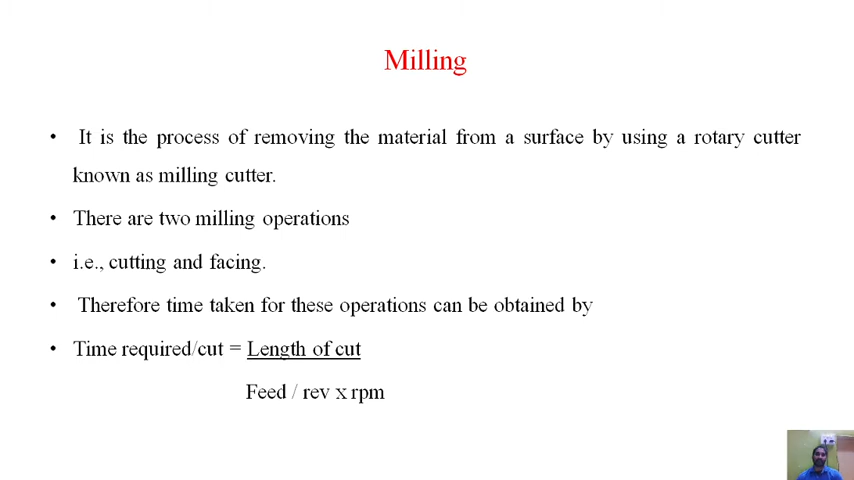 Milling
• It is the process of removing the material from a surface by using a rotary cutter
known as milling cutter.
• There are two milling operations
• i.e., cutting and facing.
• Therefore time taken for these operations can be obtained by
• Time required/cut = Length of cut
Feed / rev x rpm